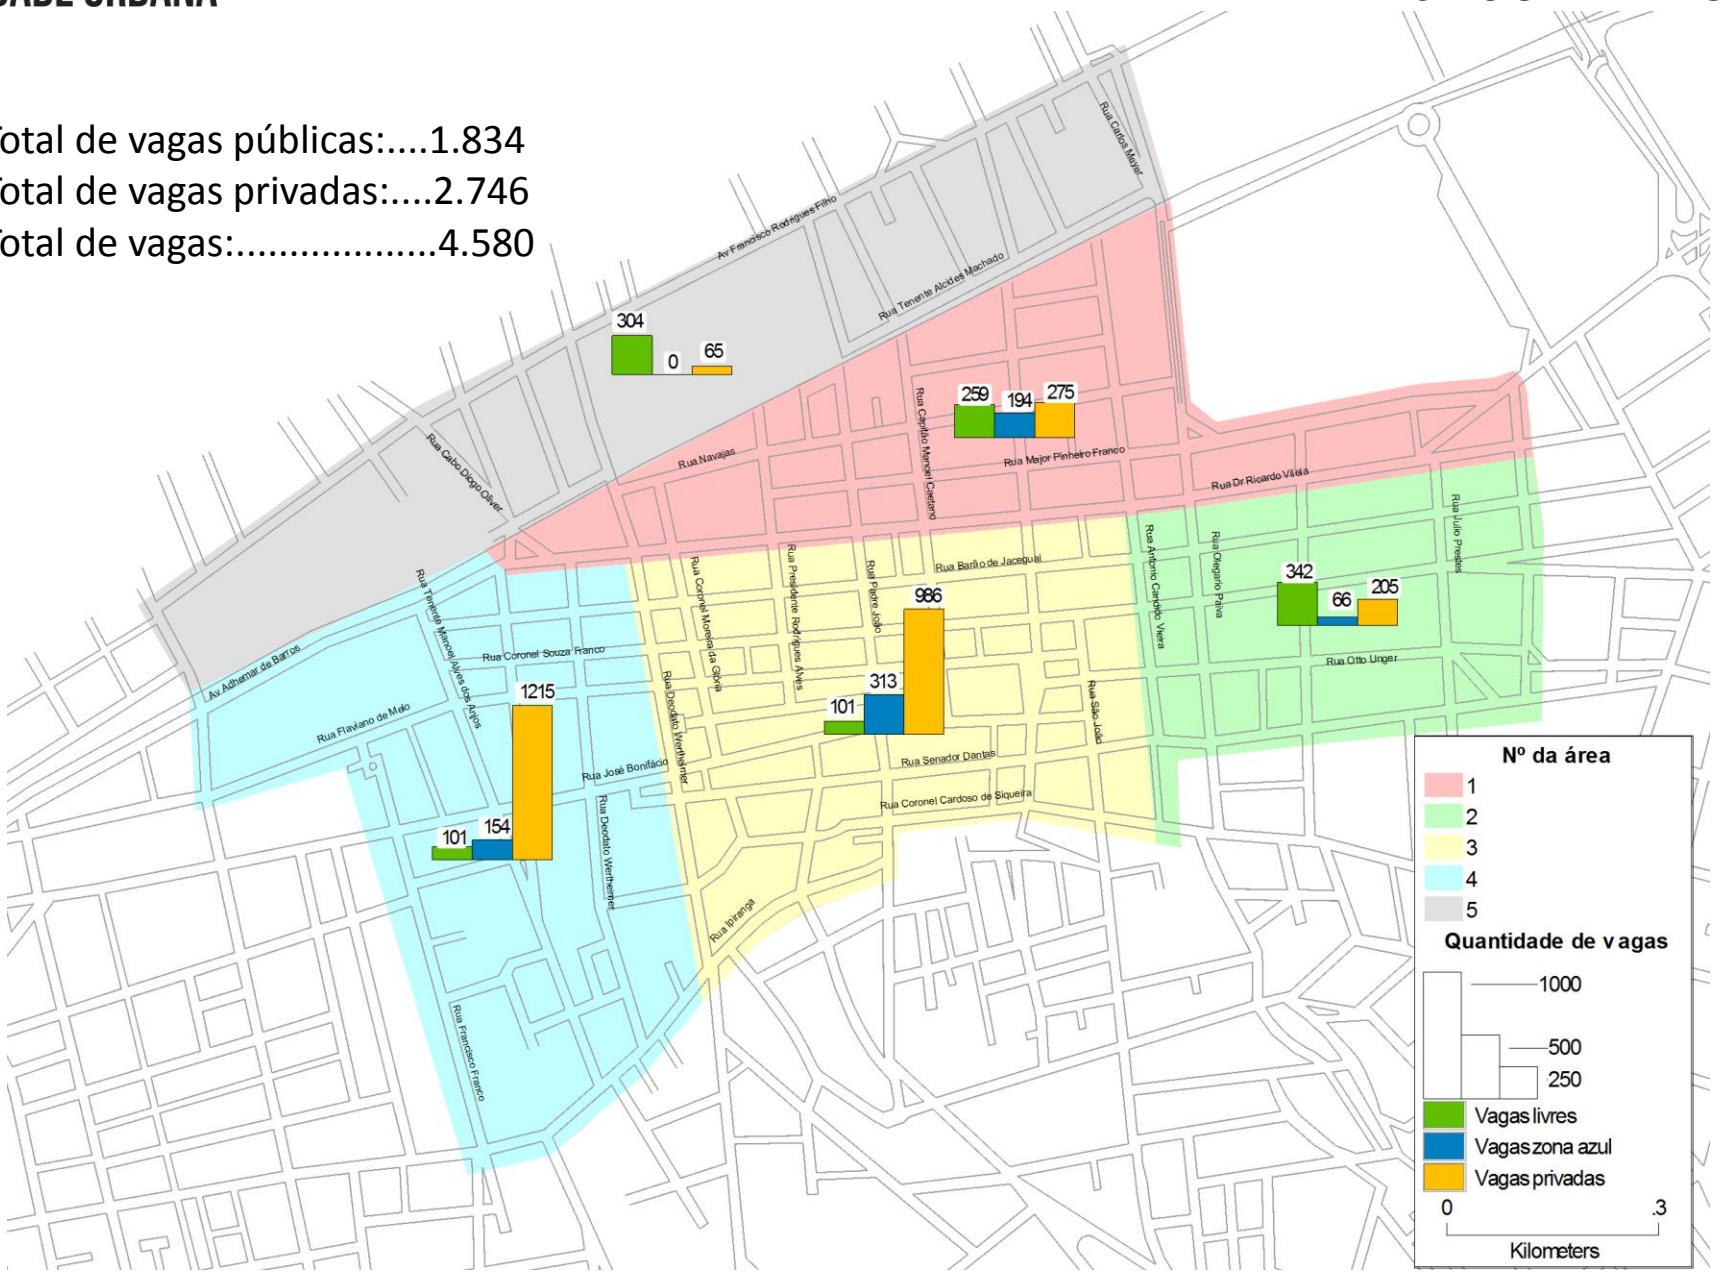 DADE URBANA
Total de vagas públicas:....1.834
Total de vagas privadas:....2.746
Total de vagas:...................4.580
Rua Carlos Meyer
Av Francisco Rodrigues Filho
Rua Tenente Alcides Machado
304
0
65
259
194
275
Rua Capitão Manoel Caetano
Rua Navajas
Rua Major Pinheiro Franco
Rua Cabo Diogo Oliver
Rua Dr Ricardo Vilela
Rua Julio Prestes
Rua Antonio Candido Vieira
Rua Olegario Paiva
Rua Barão de Jaceguai
Rua Padre João
Rua Presidente Rodrigues Alves
Rua Coronel Moreira da Glória
Rua Tenente Manoel Alves dos Anjos
342
66
205
986
313
101
Rua Coronel Souza Franco
Rua Otto Unger
Av Adhemar de Barros
Rua Deodato Wertheimer
Rua São João
1215
154
101
Rua Flaviano de Melo
Rua José Bonifácio
Rua Senador Dantas
Rua Coronel Cardoso de Siqueira
Rua Deodato Wertheimer
Rua Ipiranga
Rua Francisco Franco
Nº da área
1
2
3
4
5
Quantidade de vagas
1000
500
250
Vagas livres
Vagas zona azul
Vagas privadas
0 .3
Kilometers